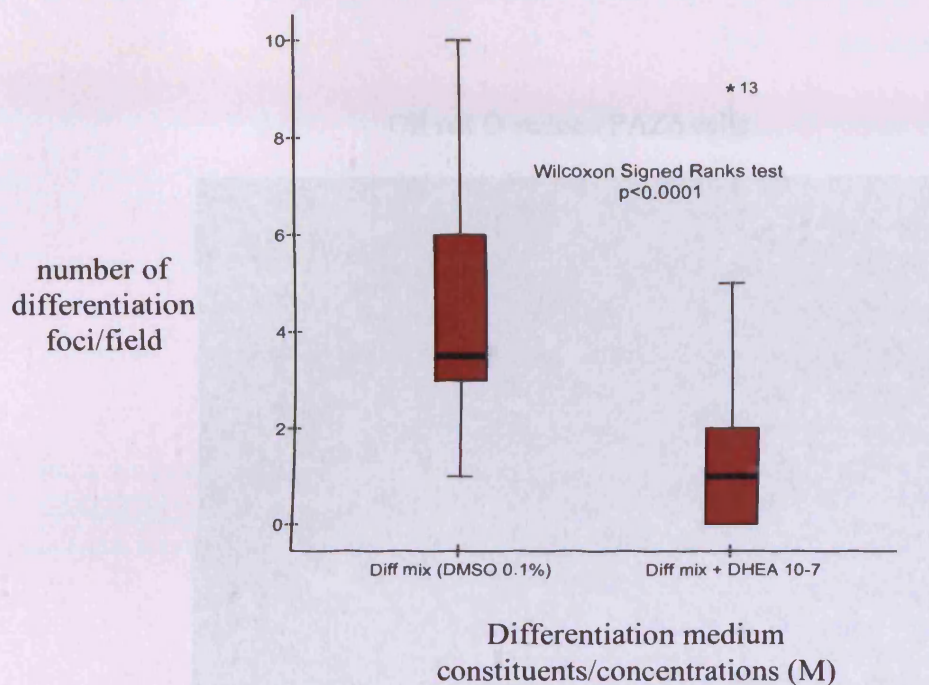 10
8
6
4
2
0
* 13
Wilcoxon Signed Ranks test
p<0.0001
number of
differentiation
foci/field
Diff mix (DMSO 0.1%)
Diff mix + DHEA 10-7
Differentiation medium
constituents/concentrations (M)